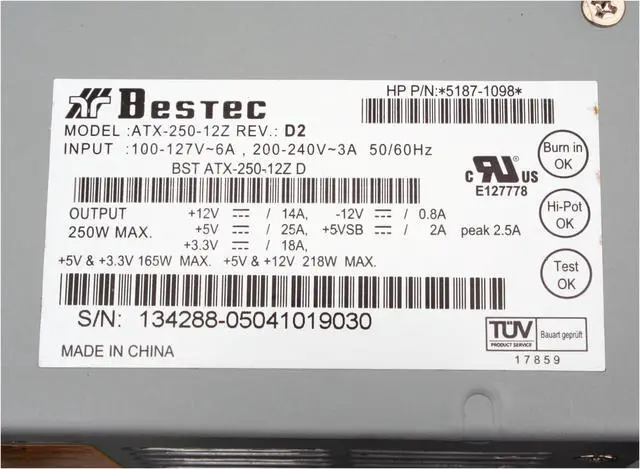 Bestec
HP P/N:*5187-1098*
MODEL :ATX-250-12Z REV.: D2
INPUT :100-127V~6A , 200-240V~3A 50/60Hz
BST ATX-250-12Z D
c RU US
E127778
Burn in
OK
OUTPUT +12V / 14A, -12V / 0.8A
250W MAX. +5V / 25A, +5VSB / 2A peak 2.5A
+3.3V / 18A,
Hi-Pot
OK
+5V & +3.3V 165W MAX. +5V & +12V 218W MAX.
Test
OK
S/N: 134288-05041019030
TÜV
PRODUCT SERVICE
Bauart geprüft
MADE IN CHINA
17859